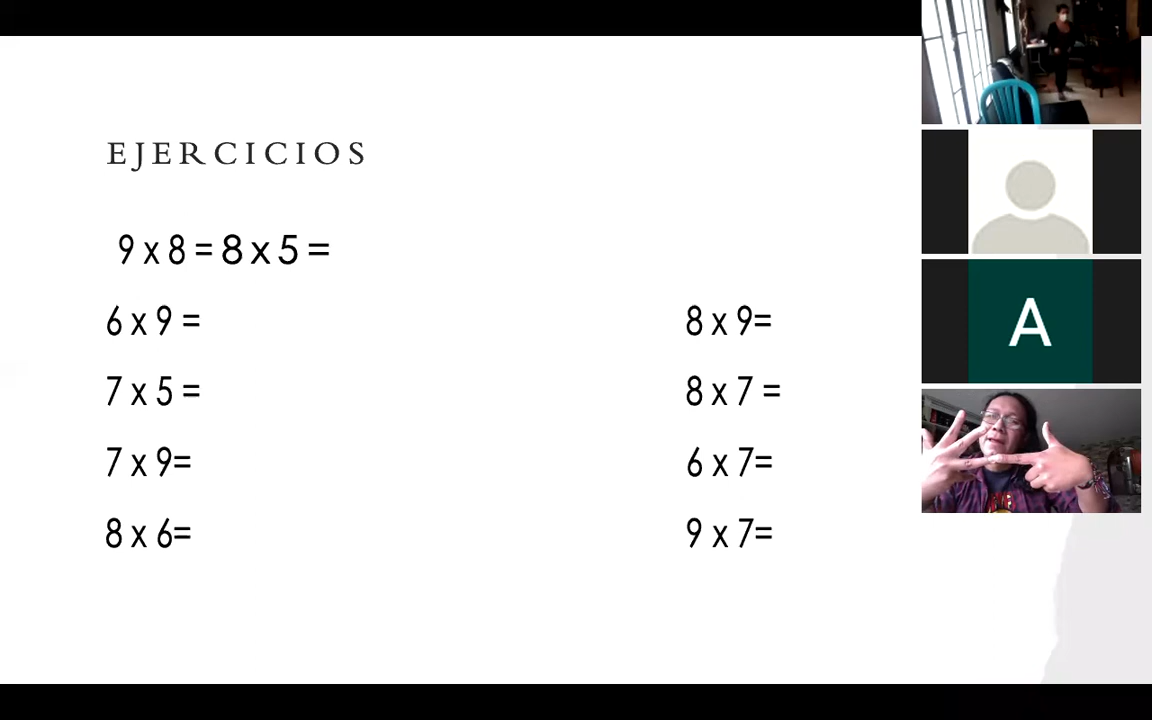 EJERCICIOS
9 x 8 = 8 x 5 =
6 x 9 =
7 x 5 =
7 x 9=
8 x 6=
8 x 9=
8 x 7 =
6 x 7=
9 x 7=
A